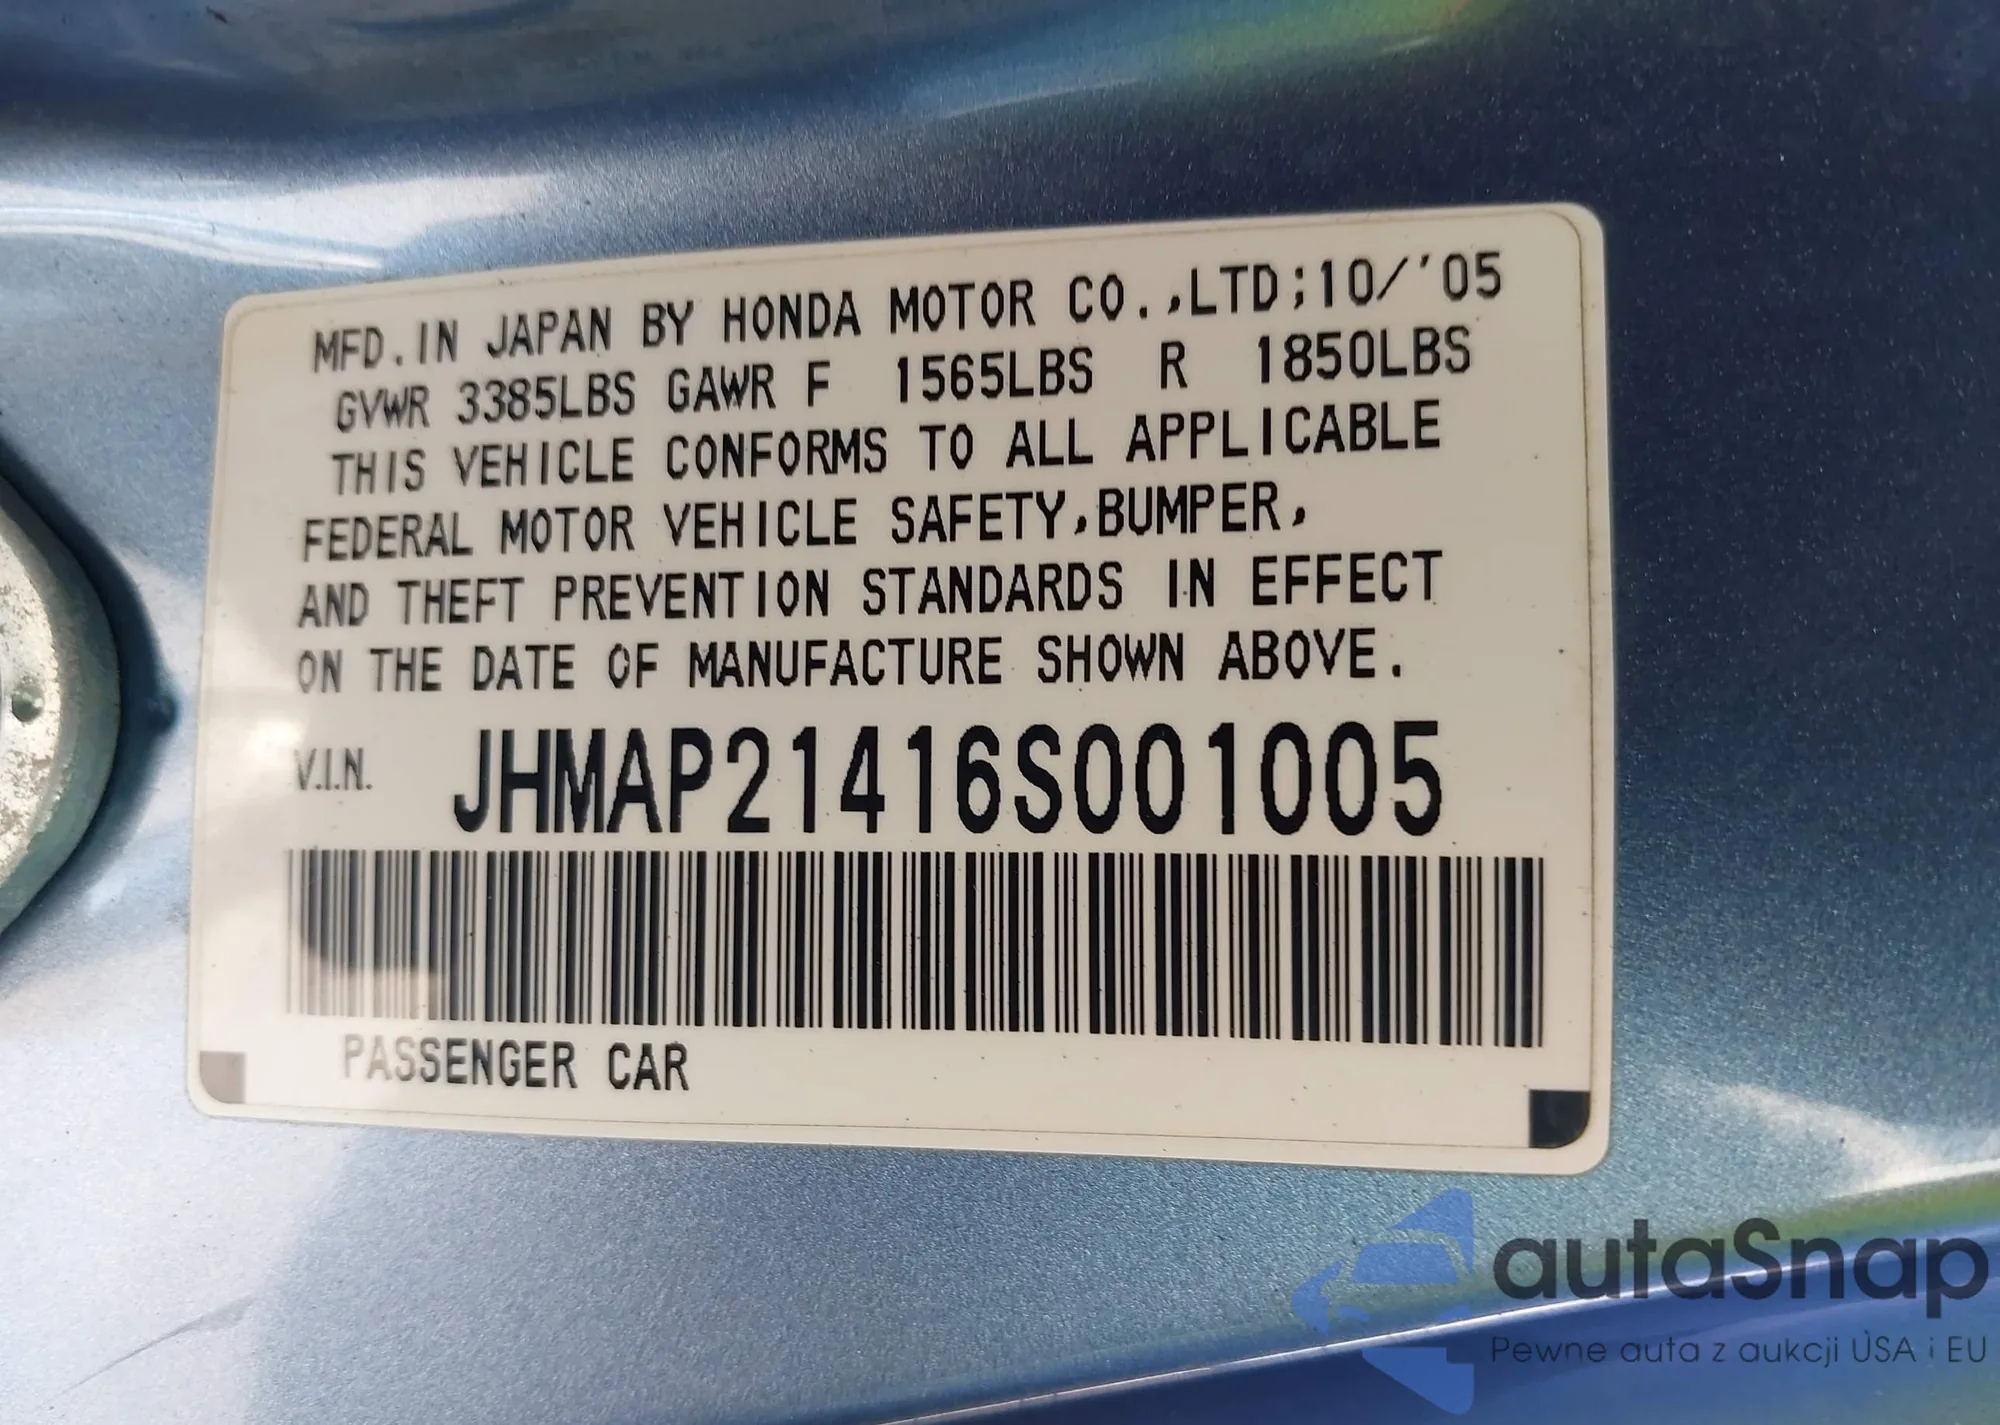 MFD. IN JAPAN BY HONDA MOTOR CO.,LTD;10/'05
GVWR 3385LBS GAWR F 1565LBS R 1850LBS
THIS VEHICLE CONFORMS TO ALL APPLICABLE
FEDERAL MOTOR VEHICLE SAFETY,BUMPER,
AND THEFT PREVENTION STANDARDS IN EFFECT
ON THE DATE OF MANUFACTURE SHOWN ABOVE.
V.I.N. JHMAP21416S001005
PASSENGER CAR
autaSnap
Pewne auta z aukcji USA i EU